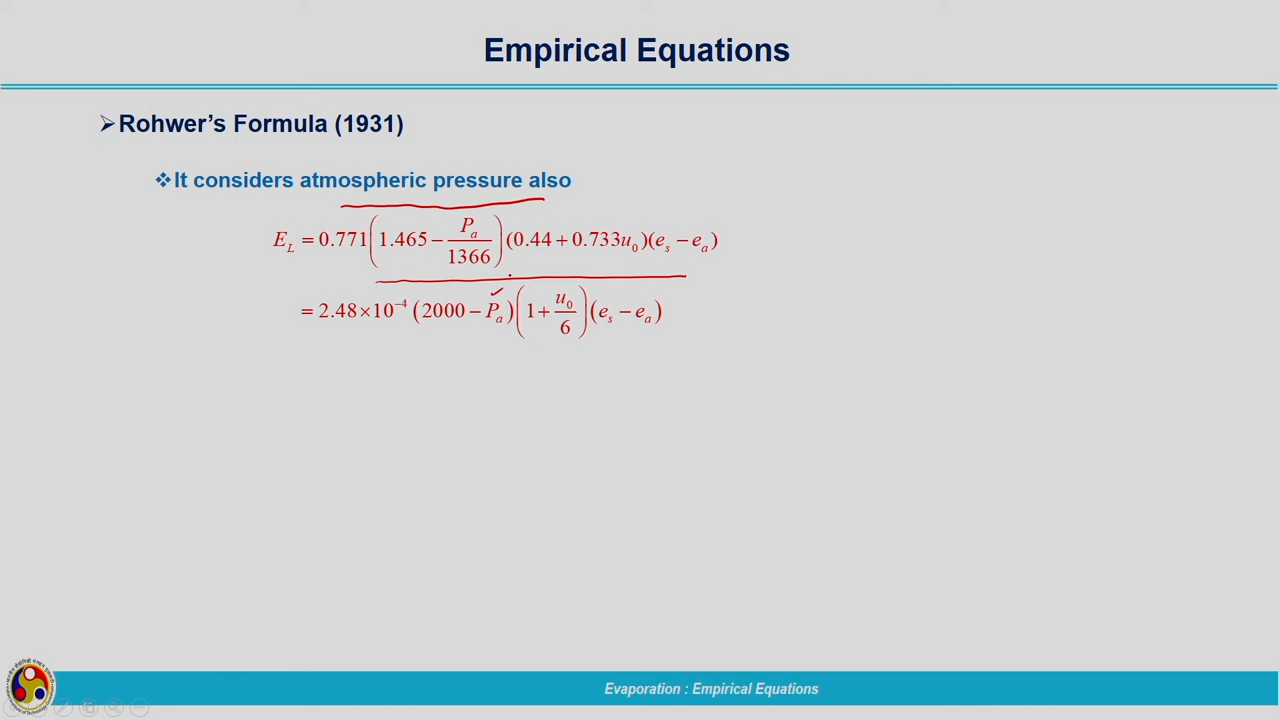 Empirical Equations
➢Rohwer’s Formula (1931)
❖It considers atmospheric pressure also
E_L = 0.771(1.465 − P_a/1366)(0.44 + 0.733u_0)(e_s − e_a)
= 2.48×10^−4 (2000 − P_a)(1 + u_0/6)(e_s − e_a)
Evaporation : Empirical Equations